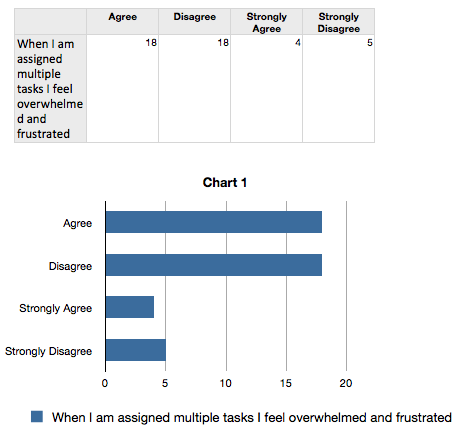 Agree Disagree Strongly Agree Strongly Disagree
When I am assigned multiple tasks I feel overwhelme d and frustrated 18 18 4 5
Chart 1
Agree
Disagree
Strongly Agree
Strongly Disagree
0 5 10 15 20
When I am assigned multiple tasks I feel overwhelmed and frustrated